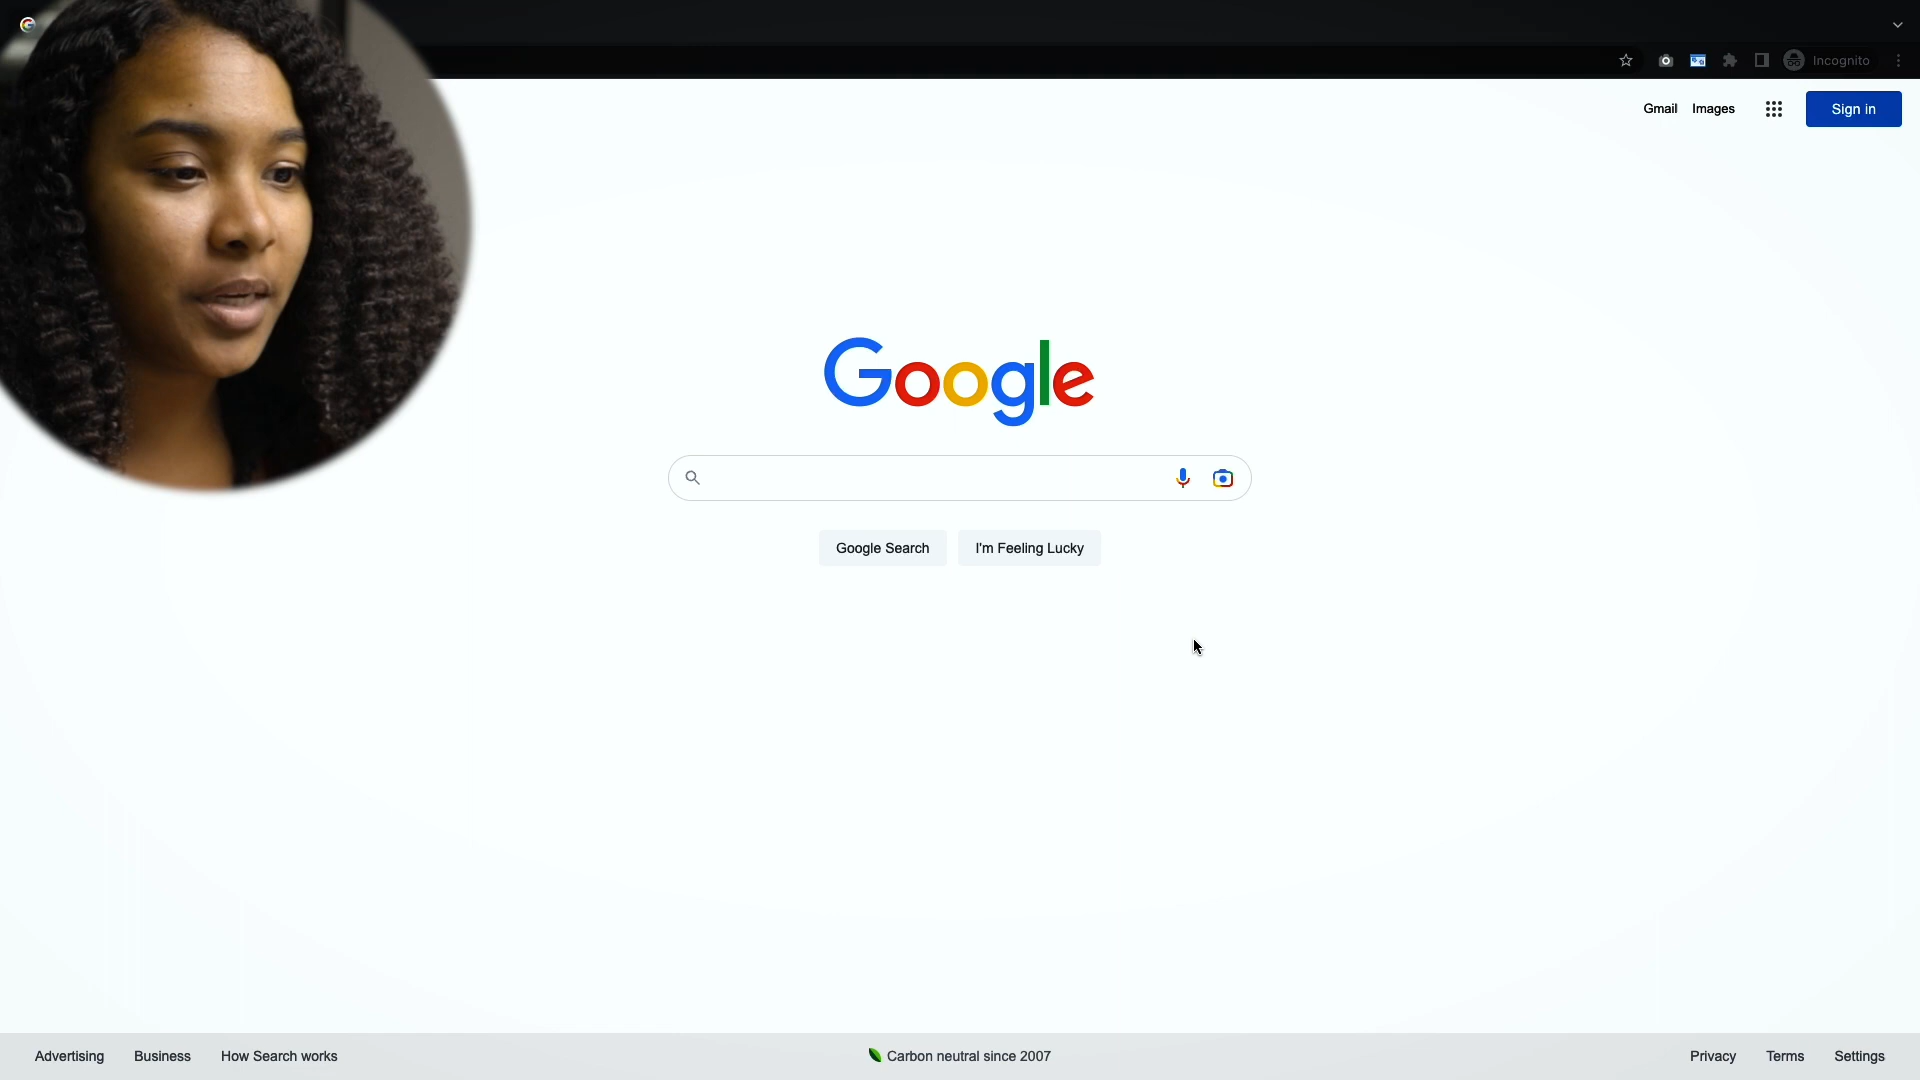 Incognito
Gmail Images Sign in
Google
Google Search I'm Feeling Lucky
Advertising Business How Search works Carbon neutral since 2007 Privacy Terms Settings